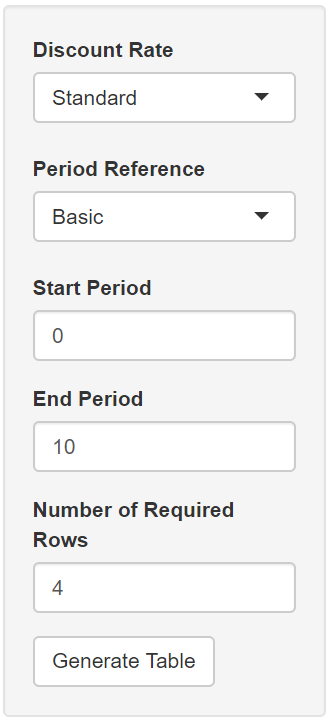 Discount Rate
Standard
Period Reference
Basic
Start Period
0
End Period
10
Number of Required
Rows
4
Generate Table